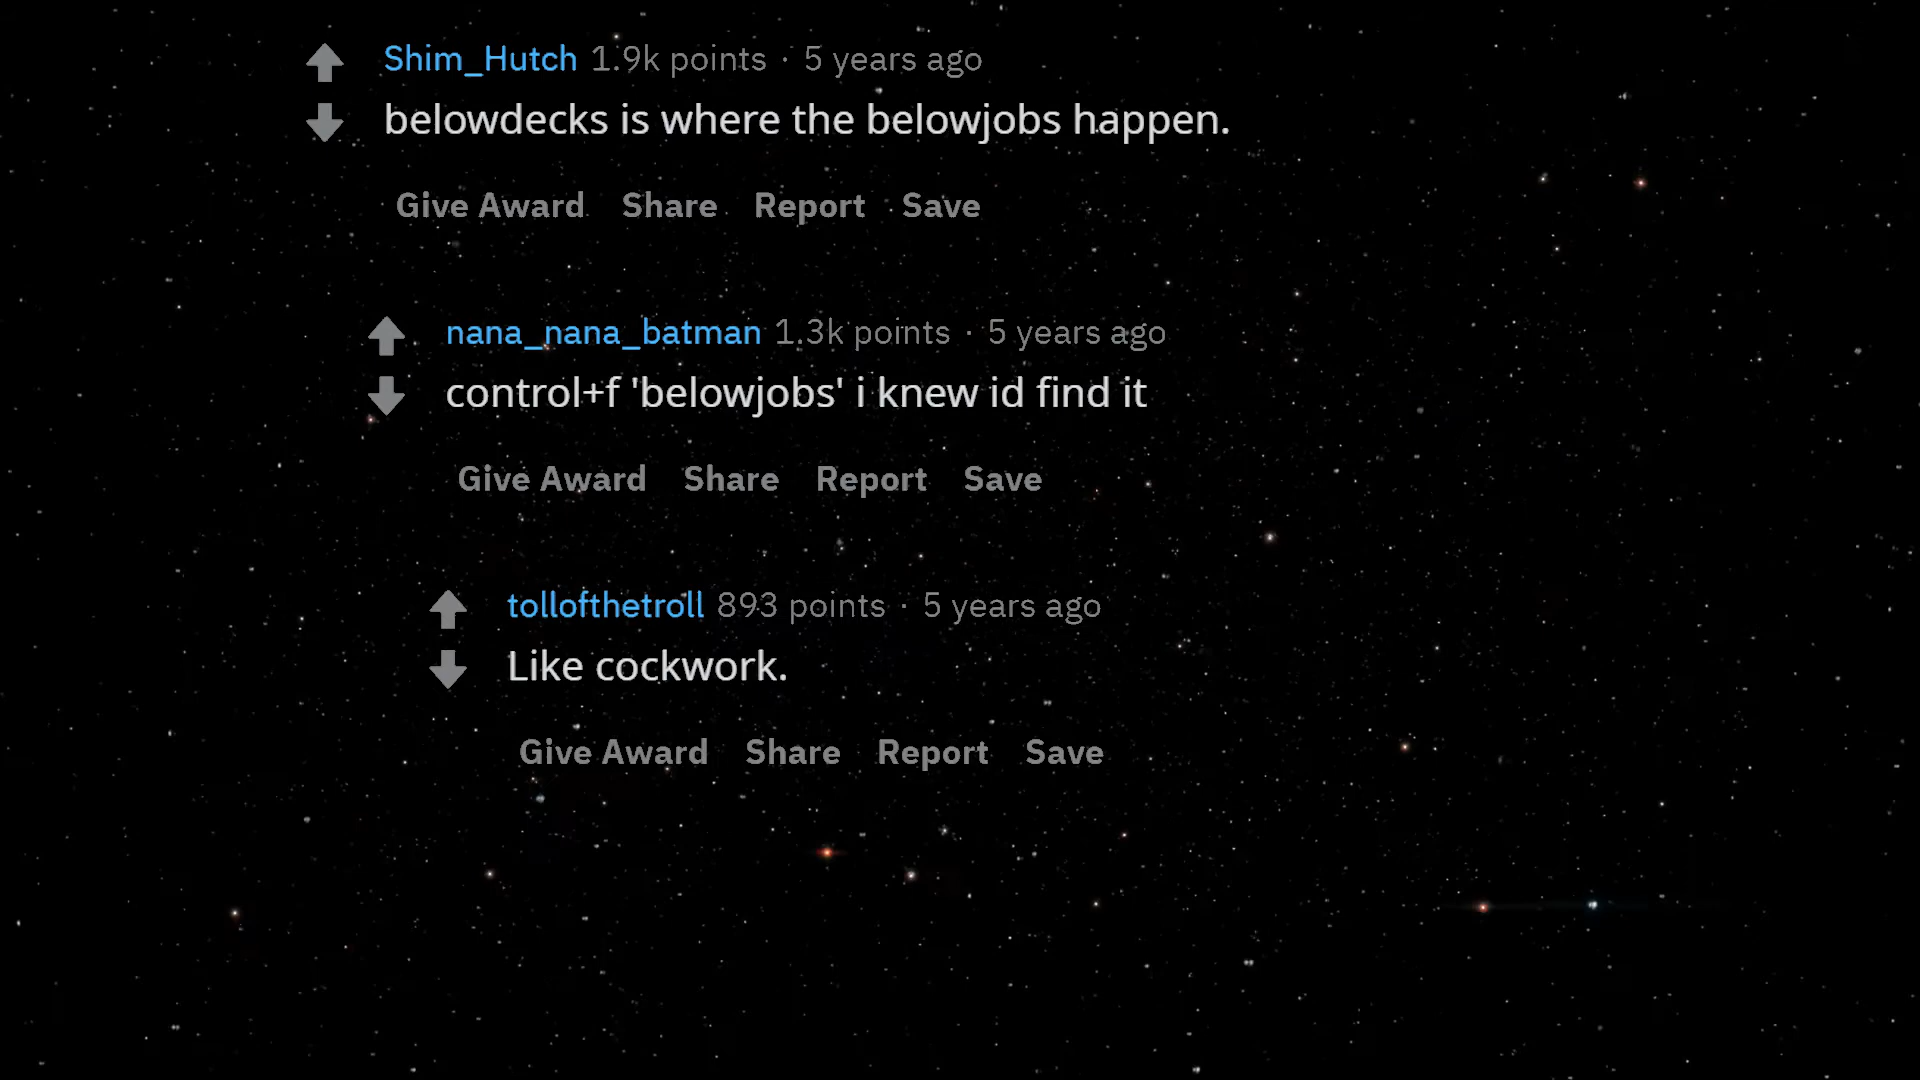 Shim_Hutch 1.9k points · 5 years ago
belowdecks is where the belowjobs happen.
Give Award Share Report Save
nana_nana_batman 1.3k points · 5 years ago
control+f 'belowjobs' i knew id find it
Give Award Share Report Save
tollofthetroll 893 points · 5 years ago
Like cockwork.
Give Award Share Report Save